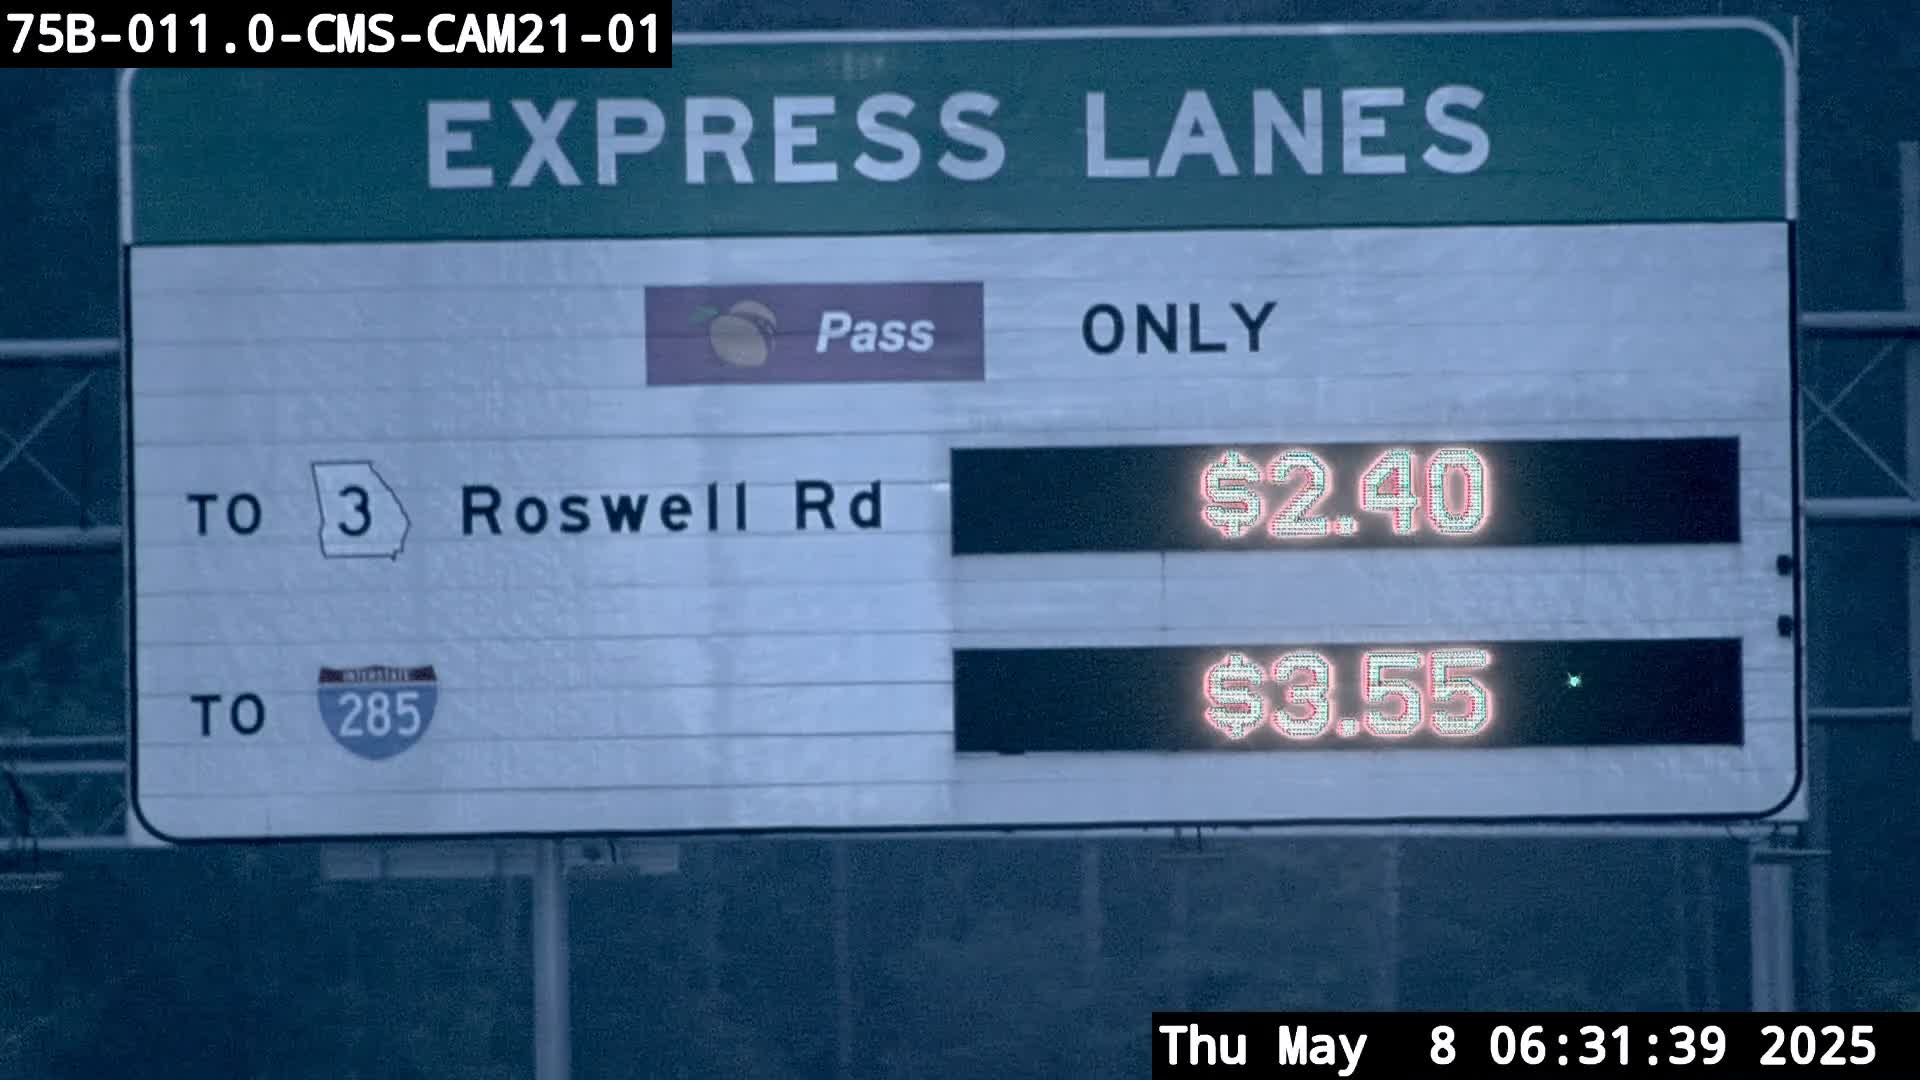 75B-011.0-CMS-CAM21-01
EXPRESS LANES
Pass ONLY
TO 3 Roswell Rd $2.40
TO INTERSTATE 285 $3.55
Thu May 8 06:31:39 2025